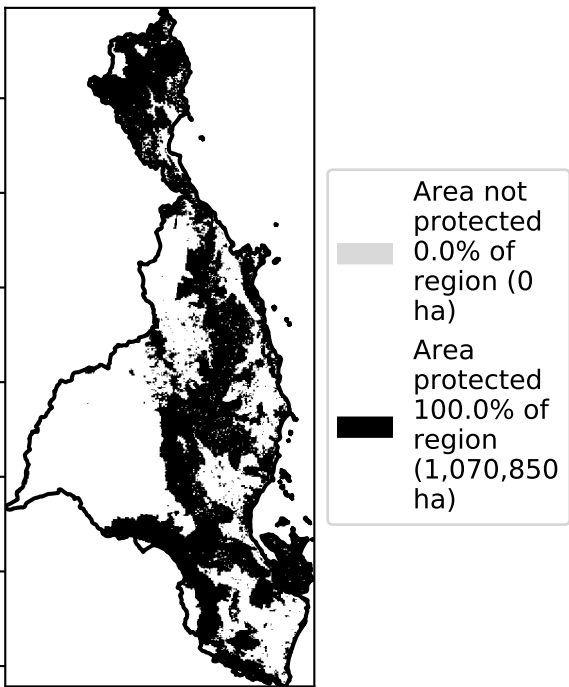 Area not
protected
0.0% of
region (0
ha)
Area
protected
100.0% of
region
(1,070,850
ha)